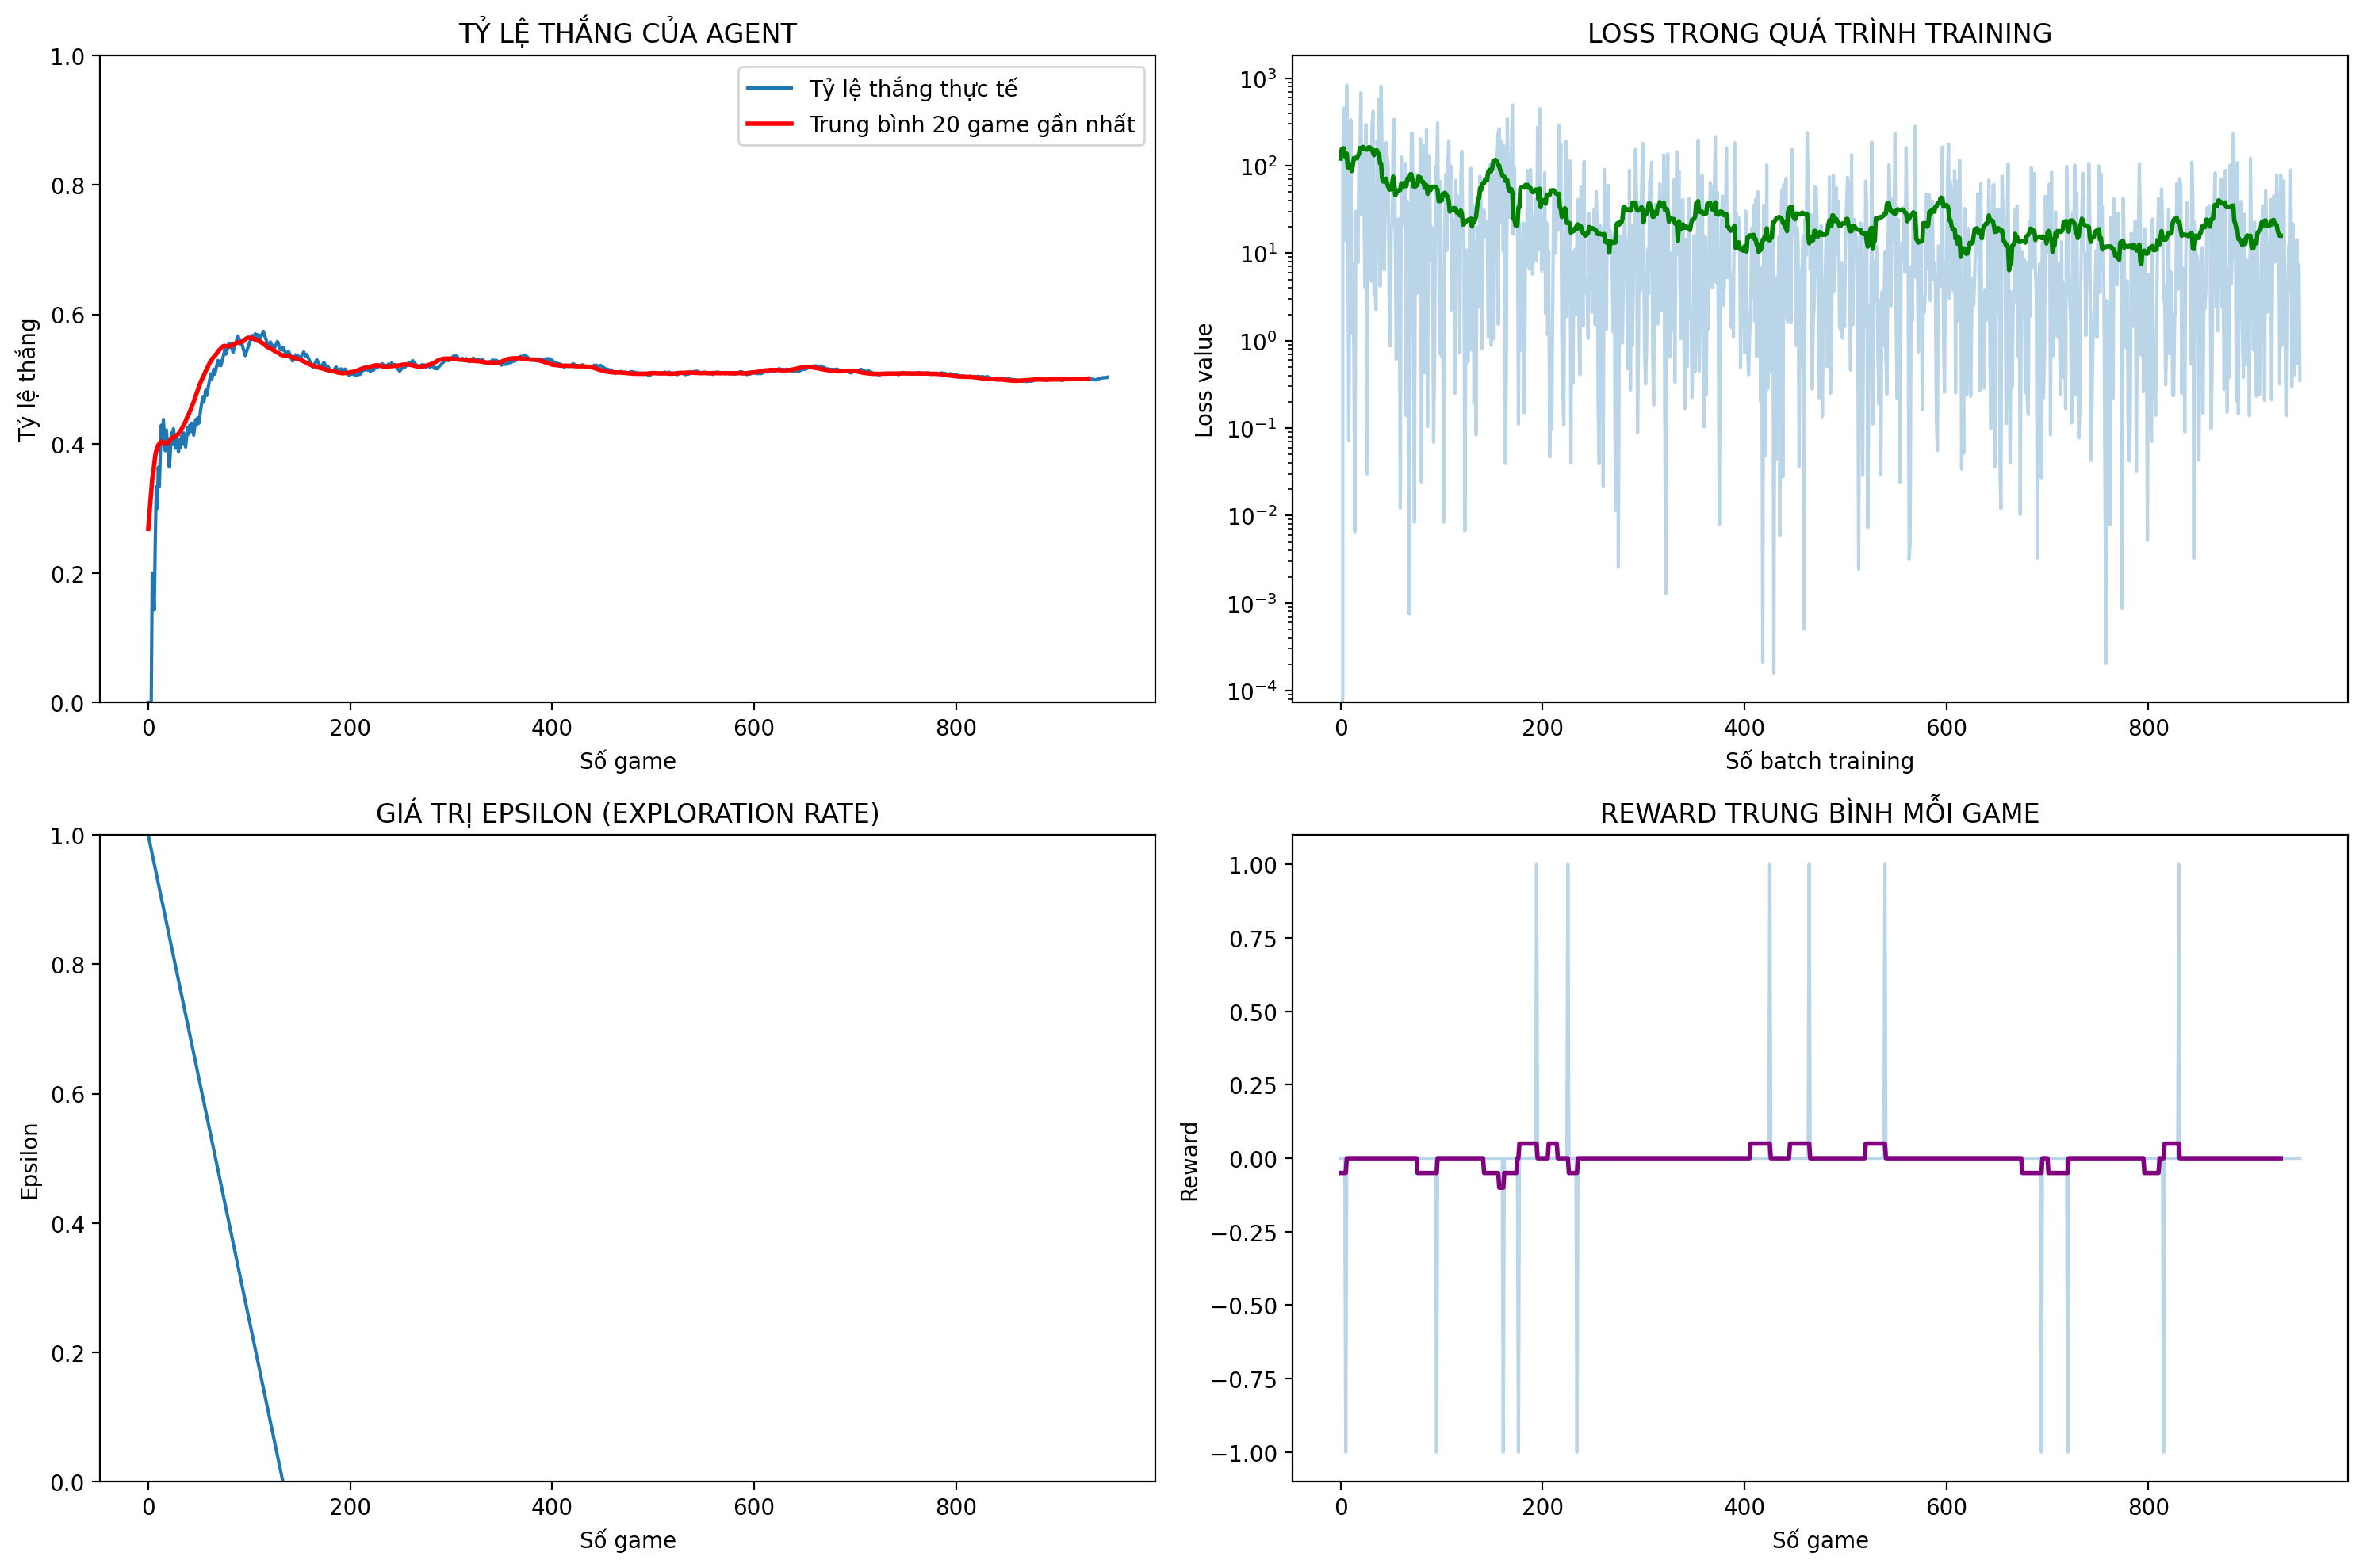 TỶ LỆ THẮNG CỦA AGENT
1.0
0.8
0.6
0.4
0.2
0.0
Tỷ lệ thắng
Tỷ lệ thắng thực tế
Trung bình 20 game gần nhất
0 200 400 600 800
Số game
LOSS TRONG QUÁ TRÌNH TRAINING
10³
10²
10¹
10⁰
10⁻¹
10⁻²
10⁻³
10⁻⁴
Loss value
0 200 400 600 800
Số batch training
GIÁ TRỊ EPSILON (EXPLORATION RATE)
1.0
0.8
0.6
0.4
0.2
0.0
Epsilon
0 200 400 600 800
Số game
REWARD TRUNG BÌNH MỖI GAME
1.00
0.75
0.50
0.25
0.00
−0.25
−0.50
−0.75
−1.00
Reward
0 200 400 600 800
Số game